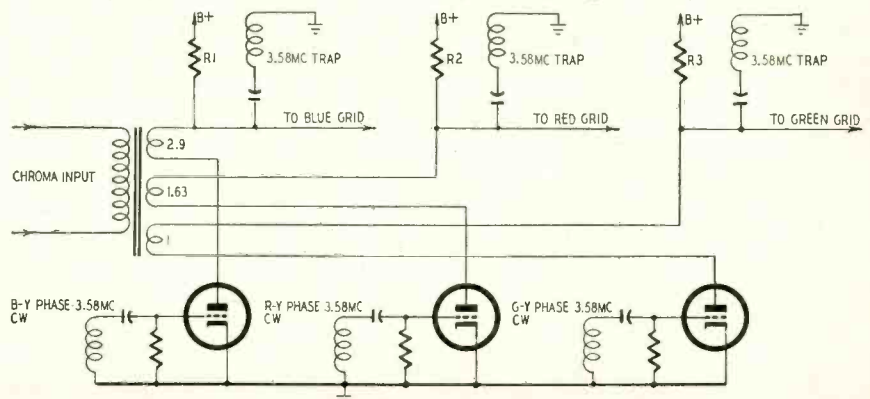 B+
R1
3.58MC TRAP
B+
R2
3.58MC TRAP
B+
R3
3.58MC TRAP
TO BLUE GRID
TO RED GRID
TO GREEN GRID
2.9
CHROMA INPUT
1.63
1
B-Y PHASE 3.58MC
CW
R-Y PHASE 3.58MC
CW
G-Y PHASE 3.58MC
CW